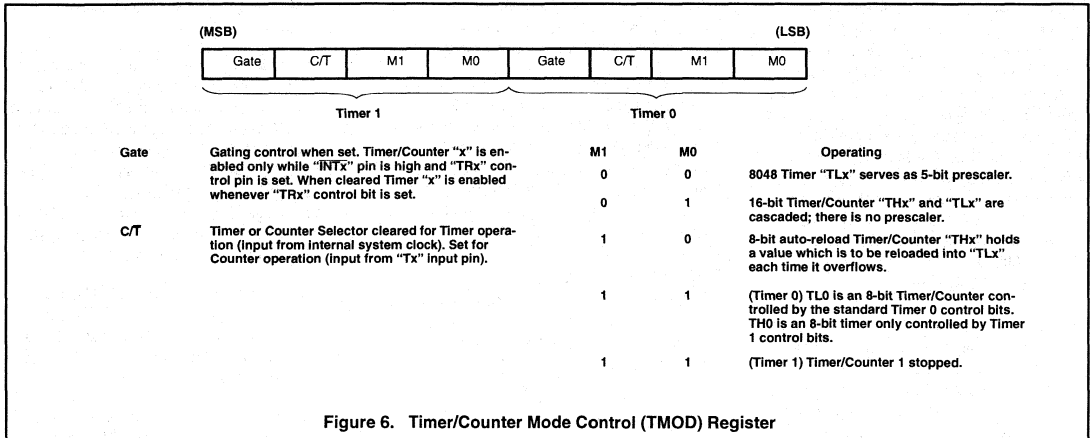 (MSB) (LSB)
Gate C/T̅ M1 M0 Gate C/T̅ M1 M0
Timer 1 Timer 0
Gate Gating control when set. Timer/Counter “x” is en-
abled only while “I̅N̅T̅x̅” pin is high and “TRx” con-
trol pin is set. When cleared Timer “x” is enabled
whenever “TRx” control bit is set.
C/T̅ Timer or Counter Selector cleared for Timer opera-
tion (input from internal system clock). Set for
Counter operation (input from “Tx” input pin).
M1 M0 Operating
0 0 8048 Timer “TLx” serves as 5-bit prescaler.
0 1 16-bit Timer/Counter “THx” and “TLx” are
cascaded; there is no prescaler.
1 0 8-bit auto-reload Timer/Counter “THx” holds
a value which is to be reloaded into “TLx”
each time it overflows.
1 1 (Timer 0) TL0 is an 8-bit Timer/Counter con-
trolled by the standard Timer 0 control bits.
TH0 is an 8-bit timer only controlled by Timer
1 control bits.
1 1 (Timer 1) Timer/Counter 1 stopped.
Figure 6. Timer/Counter Mode Control (TMOD) Register